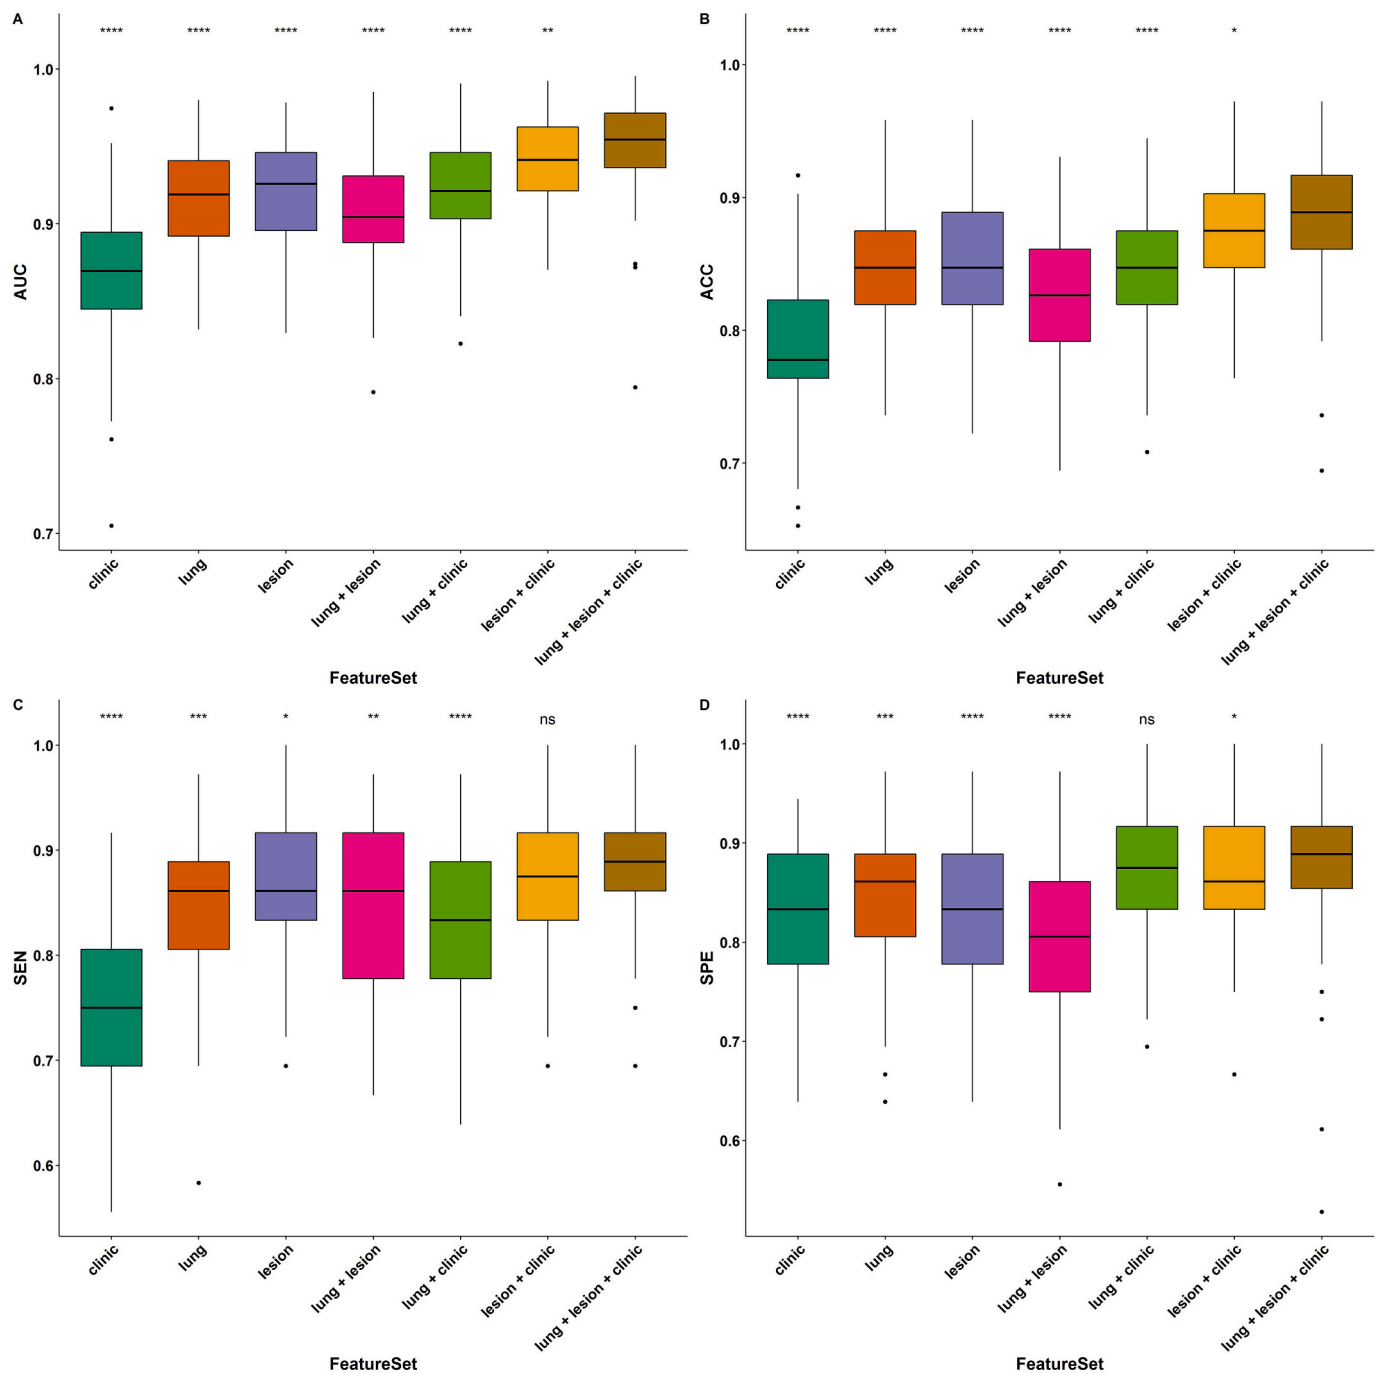 A
**** **** **** **** **** **
1.0
0.9
0.8
0.7
AUC
clinic
lung
lesion
lung + lesion
lung + clinic
lesion + clinic
lung + lesion + clinic
FeatureSet
B
**** **** **** **** **** *
1.0
0.9
0.8
0.7
ACC
clinic
lung
lesion
lung + lesion
lung + clinic
lesion + clinic
lung + lesion + clinic
FeatureSet
C
**** *** * ** **** ns
1.0
0.9
0.8
0.7
0.6
SEN
clinic
lung
lesion
lung + lesion
lung + clinic
lesion + clinic
lung + lesion + clinic
FeatureSet
D
**** *** **** **** ns *
1.0
0.9
0.8
0.7
0.6
SPE
clinic
lung
lesion
lung + lesion
lung + clinic
lesion + clinic
lung + lesion + clinic
FeatureSet